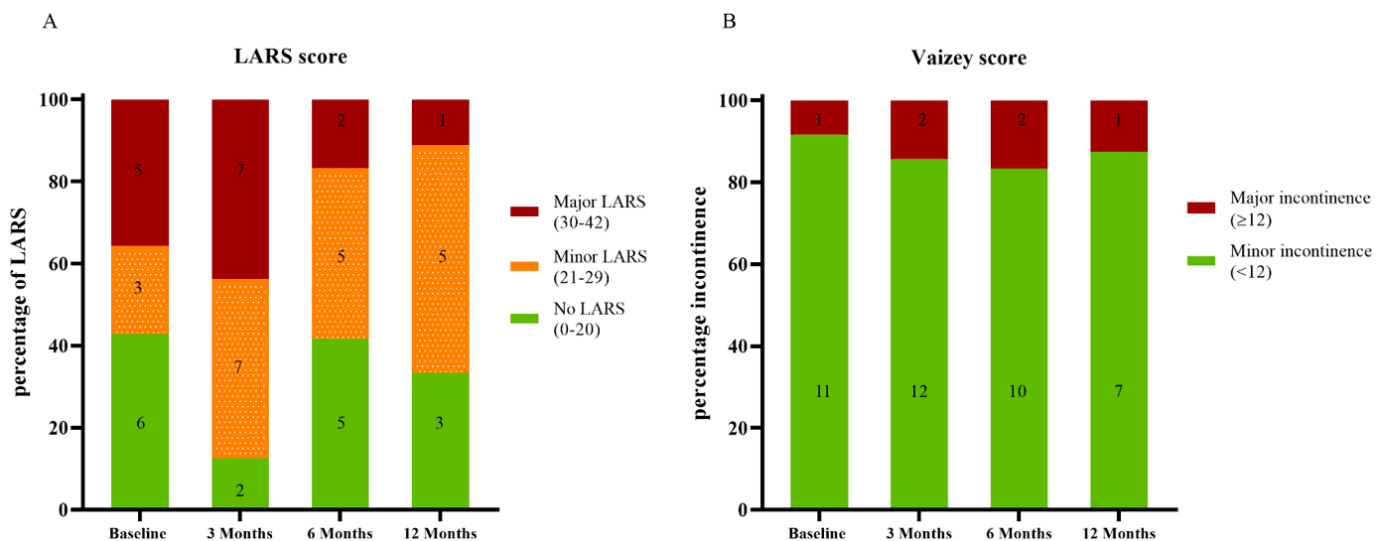 A
LARS score
percentage of LARS
100
80
60
40
20
0
5
3
6
7
7
2
2
5
5
1
5
3
Baseline
3 Months
6 Months
12 Months
Major LARS
(30-42)
Minor LARS
(21-29)
No LARS
(0-20)
B
Vaizey score
percentage incontinence
100
80
60
40
20
0
1
11
2
12
2
10
1
7
Baseline
3 Months
6 Months
12 Months
Major incontinence
(≥12)
Minor incontinence
(<12)